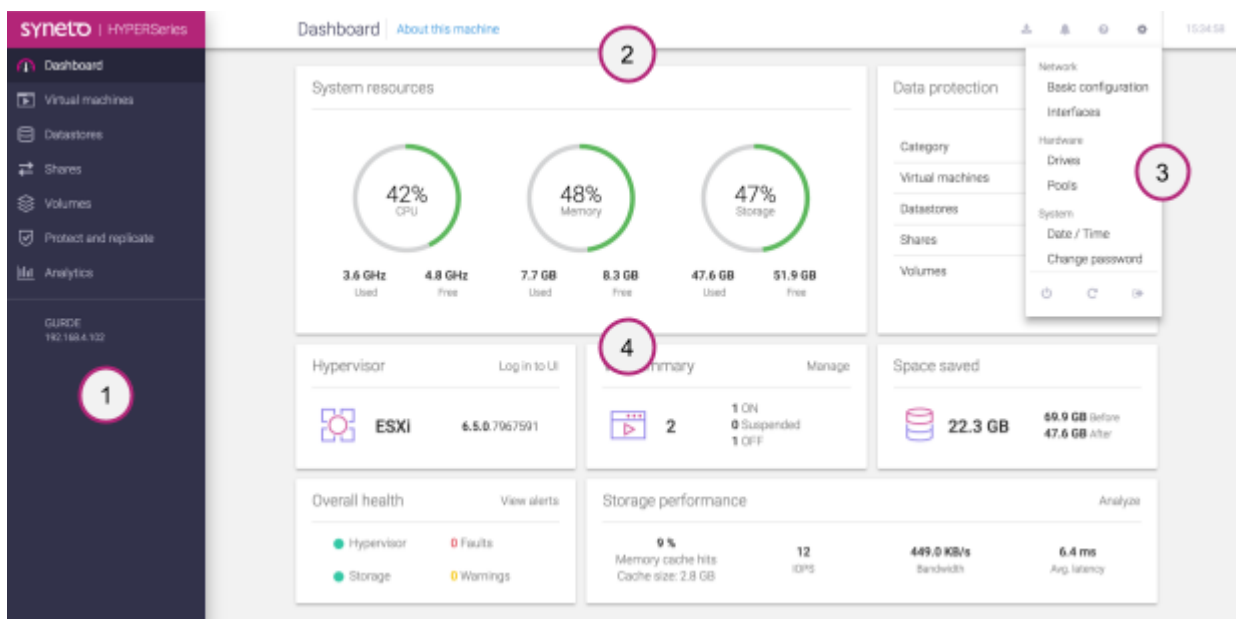 syneto | HYPERSeries
Dashboard
Virtual machines
Datastores
Shares
Volumes
Protect and replicate
Analytics
GURDE
192.168.4.102
1
Dashboard About this machine
2
15:34:58
System resources
42%
CPU
48%
Memory
47%
Storage
3.6 GHz 4.8 GHz 7.7 GB 8.3 GB 47.6 GB 51.9 GB
Used Free Used Free Used Free
Data protection
Category
Virtual machines
Datastores
Shares
Volumes
Network
Basic configuration
Interfaces
Hardware
Drives
Pools
System
Date / Time
Change password
3
Hypervisor Log in to UI
ESXi 6.5.0.7967591
4
Manage
2
1 ON
0 Suspended
1 OFF
Space saved
22.3 GB
69.9 GB Before
47.6 GB After
Overall health View alerts
Hypervisor 0 Faults
Storage 0 Warnings
Storage performance Analyze
9 %
Memory cache hits
Cache size: 2.8 GB
12
IOPS
449.0 KB/s
Bandwidth
6.4 ms
Avg. latency